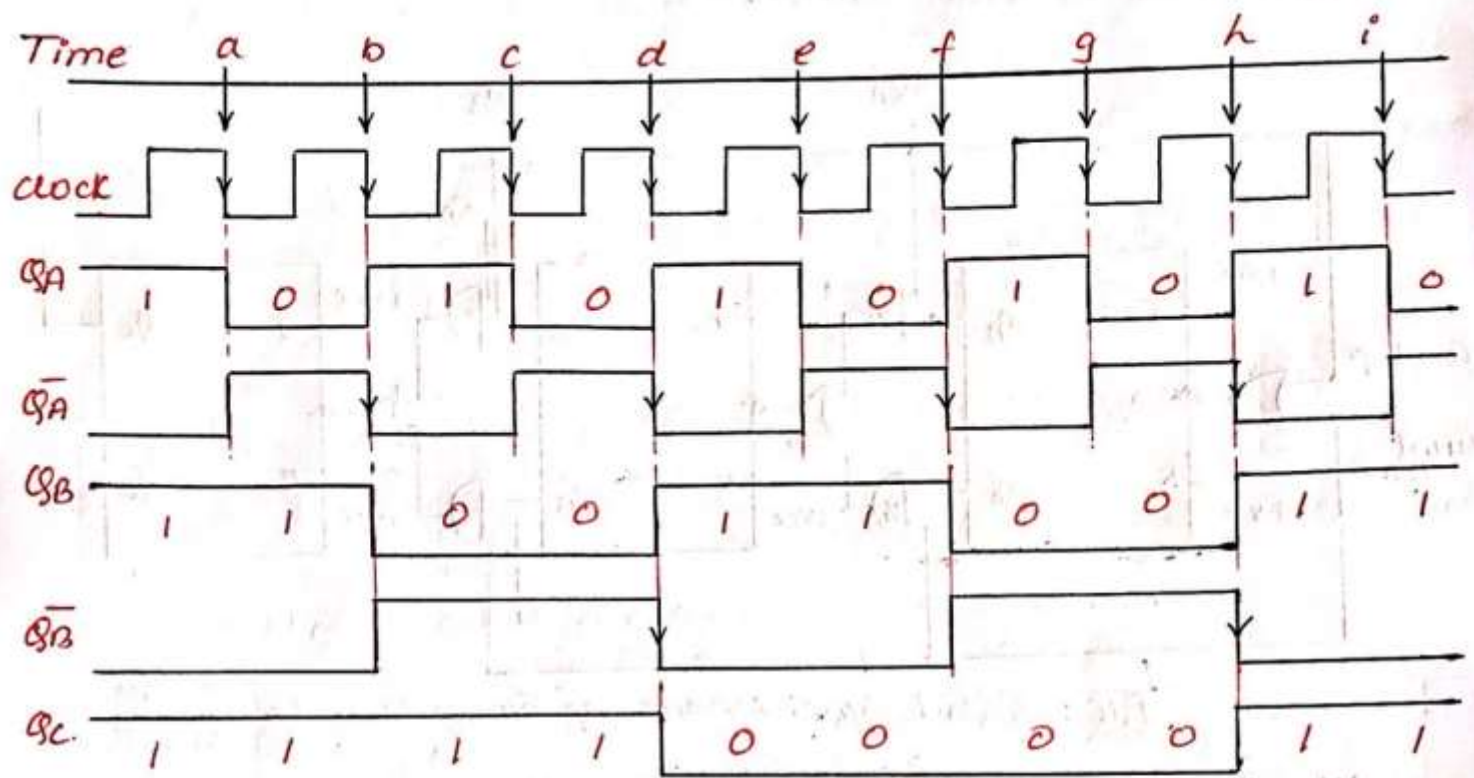 Time a b c d e f g h i
clock
QA 1 0 1 0 1 0 1 0 1 0
Q̄A
QB 1 1 0 0 1 1 0 0 1 1
Q̄B
QC. 1 1 1 1 0 0 0 0 1 1